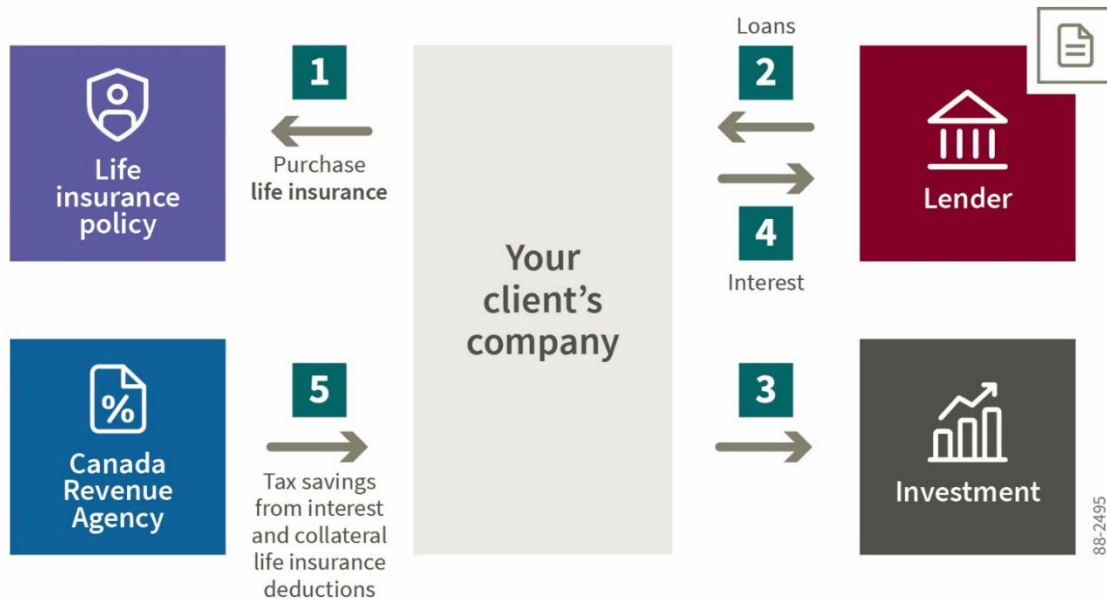 1
Purchase
life insurance
Life
insurance
policy
Your
client's
company
Loans
2
4
Interest
Lender
%
Canada
Revenue
Agency
5
Tax savings
from interest
and collateral
life insurance
deductions
3
Investment
88-2495